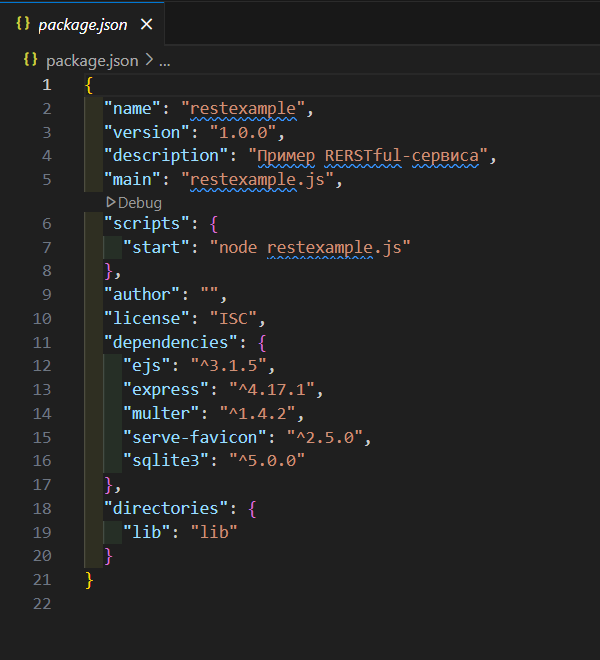 {} package.json ×
{} package.json > ...
1 {
2 "name": "restexample",
3 "version": "1.0.0",
4 "description": "Пример RERSTful-сервиса",
5 "main": "restexample.js",
Debug
6 "scripts": {
7 "start": "node restexample.js"
8 },
9 "author": "",
10 "license": "ISC",
11 "dependencies": {
12 "ejs": "^3.1.5",
13 "express": "^4.17.1",
14 "multer": "^1.4.2",
15 "serve-favicon": "^2.5.0",
16 "sqlite3": "^5.0.0"
17 },
18 "directories": {
19 "lib": "lib"
20 }
21 }
22